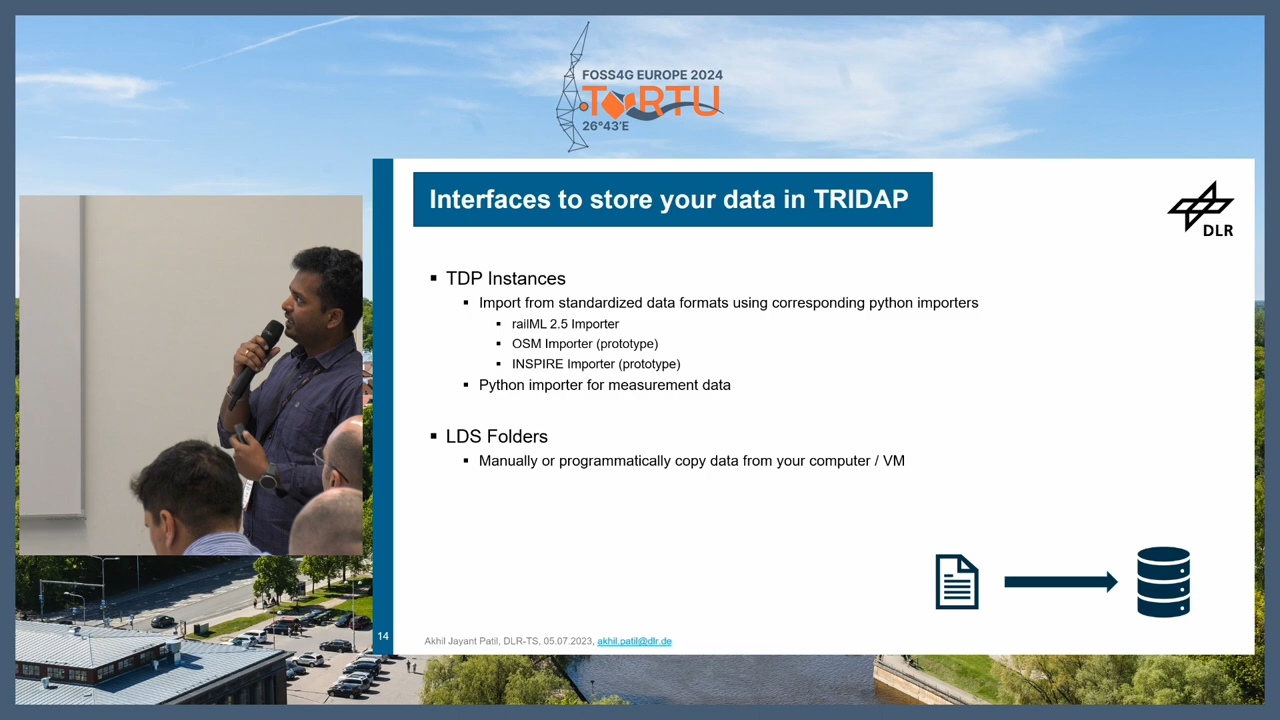 FOSS4G EUROPE 2024
TARTU
26°43'E
Interfaces to store your data in TRIDAP
DLR
▪ TDP Instances
▪ Import from standardized data formats using corresponding python importers
▪ railML 2.5 Importer
▪ OSM Importer (prototype)
▪ INSPIRE Importer (prototype)
▪ Python importer for measurement data
▪ LDS Folders
▪ Manually or programmatically copy data from your computer / VM
14
Akhil Jayant Patil, DLR-TS, 05.07.2023, akhil.patil@dlr.de